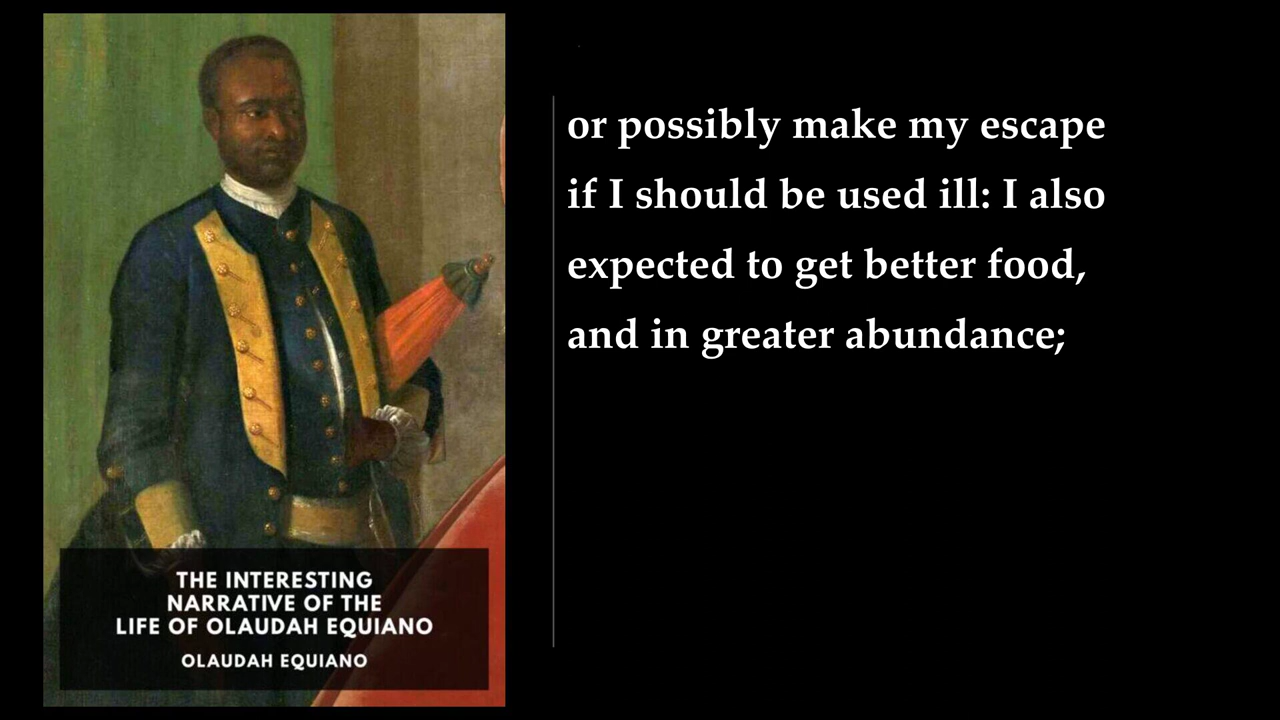 or possibly make my escape
if I should be used ill: I also
expected to get better food,
and in greater abundance;
THE INTERESTING
NARRATIVE OF THE
LIFE OF OLAUDAH EQUIANO
OLAUDAH EQUIANO